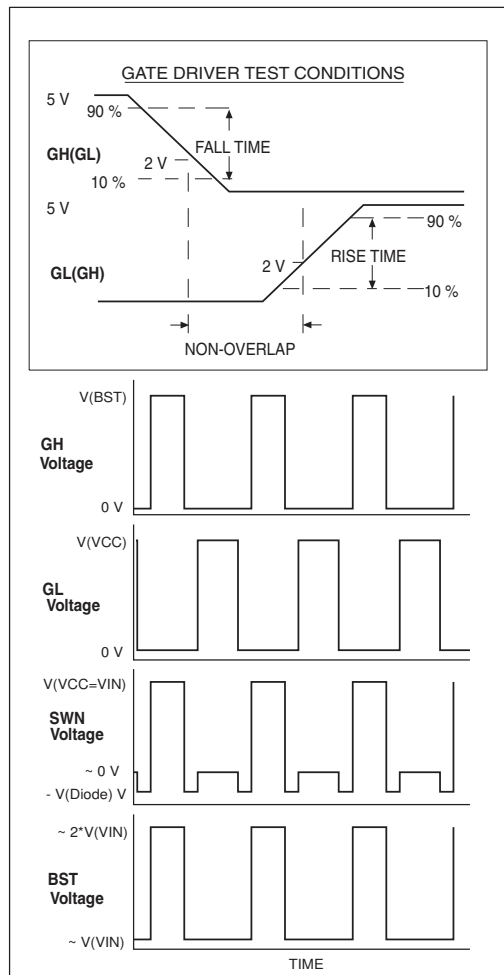 GATE DRIVER TEST CONDITIONS
5 V
90 %
FALL TIME
GH(GL)
2 V
10 %
5 V
90 %
2 V
RISE TIME
GL(GH)
10 %
NON-OVERLAP
V(BST)
GH
Voltage
0 V
V(VCC)
GL
Voltage
0 V
V(VCC=VIN)
SWN
Voltage
~ 0 V
- V(Diode) V
~ 2*V(VIN)
BST
Voltage
~ V(VIN)
TIME